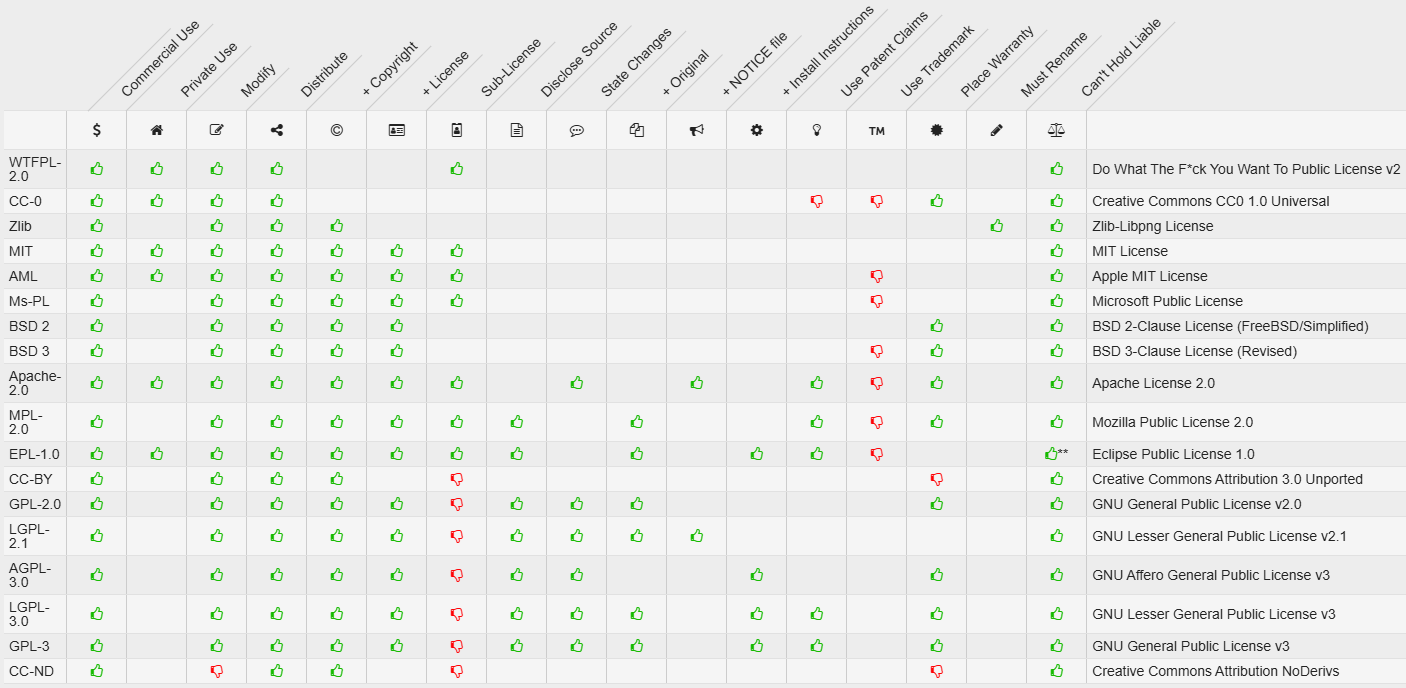 Commercial Use
Private Use
Modify
Distribute
+ Copyright
+ License
Sub-License
Disclose Source
State Changes
+ Original
+ NOTICE file
+ Install Instructions
Use Patent Claims
Use Trademark
Place Warranty
Must Rename
Can't Hold Liable
$ © TM
WTFPL-
2.0 Do What The F*ck You Want To Public License v2
CC-0 Creative Commons CC0 1.0 Universal
Zlib Zlib-Libpng License
MIT MIT License
AML Apple MIT License
Ms-PL Microsoft Public License
BSD 2 BSD 2-Clause License (FreeBSD/Simplified)
BSD 3 BSD 3-Clause License (Revised)
Apache-
2.0 Apache License 2.0
MPL-
2.0 Mozilla Public License 2.0
EPL-1.0 ** Eclipse Public License 1.0
CC-BY Creative Commons Attribution 3.0 Unported
GPL-2.0 GNU General Public License v2.0
LGPL-
2.1 GNU Lesser General Public License v2.1
AGPL-
3.0 GNU Affero General Public License v3
LGPL-
3.0 GNU Lesser General Public License v3
GPL-3 GNU General Public License v3
CC-ND Creative Commons Attribution NoDerivs